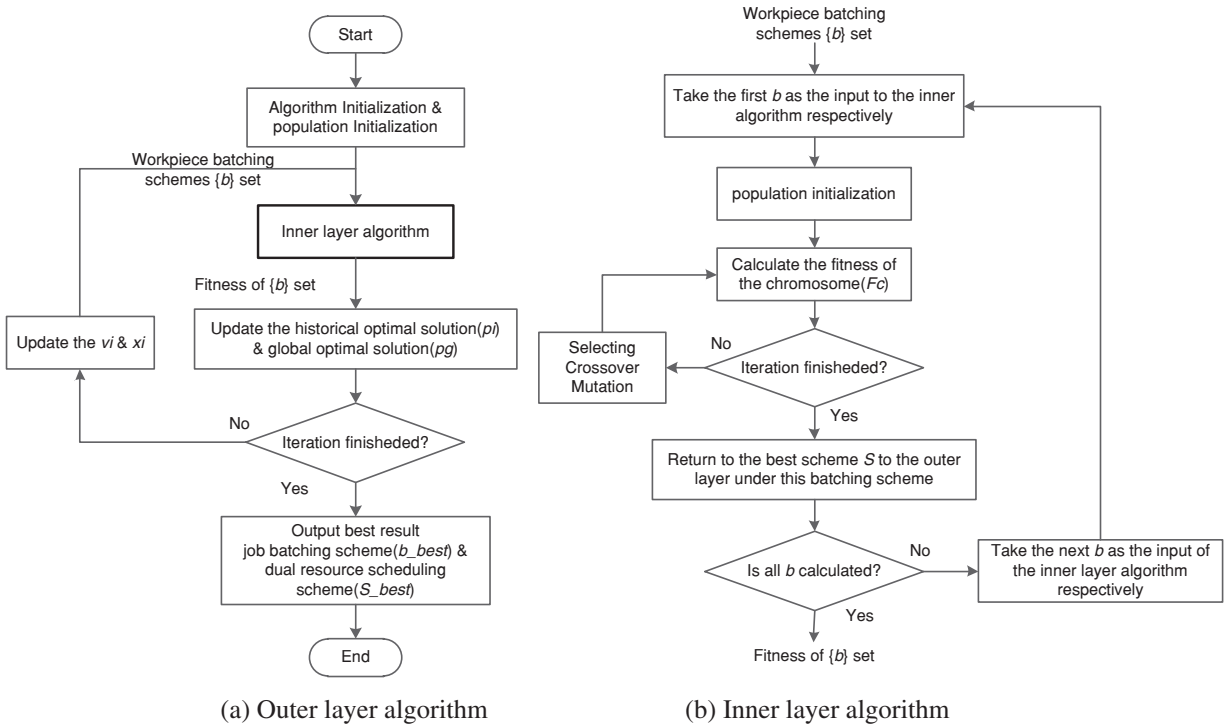 Start
Algorithm Initialization &
population Initialization
Workpiece batching
schemes {b} set
Inner layer algorithm
Fitness of {b} set
Update the vi & xi
Update the historical optimal solution(pi)
& global optimal solution(pg)
No
Iteration finisheded?
Yes
Output best result
job batching scheme(b_best) &
dual resource scheduling
scheme(S_best)
End
(a) Outer layer algorithm
Workpiece batching
schemes {b} set
Take the first b as the input to the inner
algorithm respectively
population initialization
Calculate the fitness of
the chromosome(Fc)
Selecting
Crossover
Mutation
No
Iteration finisheded?
Yes
Return to the best scheme S to the outer
layer under this batching scheme
Is all b calculated?
No
Take the next b as the input of
the inner layer algorithm
respectively
Yes
Fitness of {b} set
(b) Inner layer algorithm